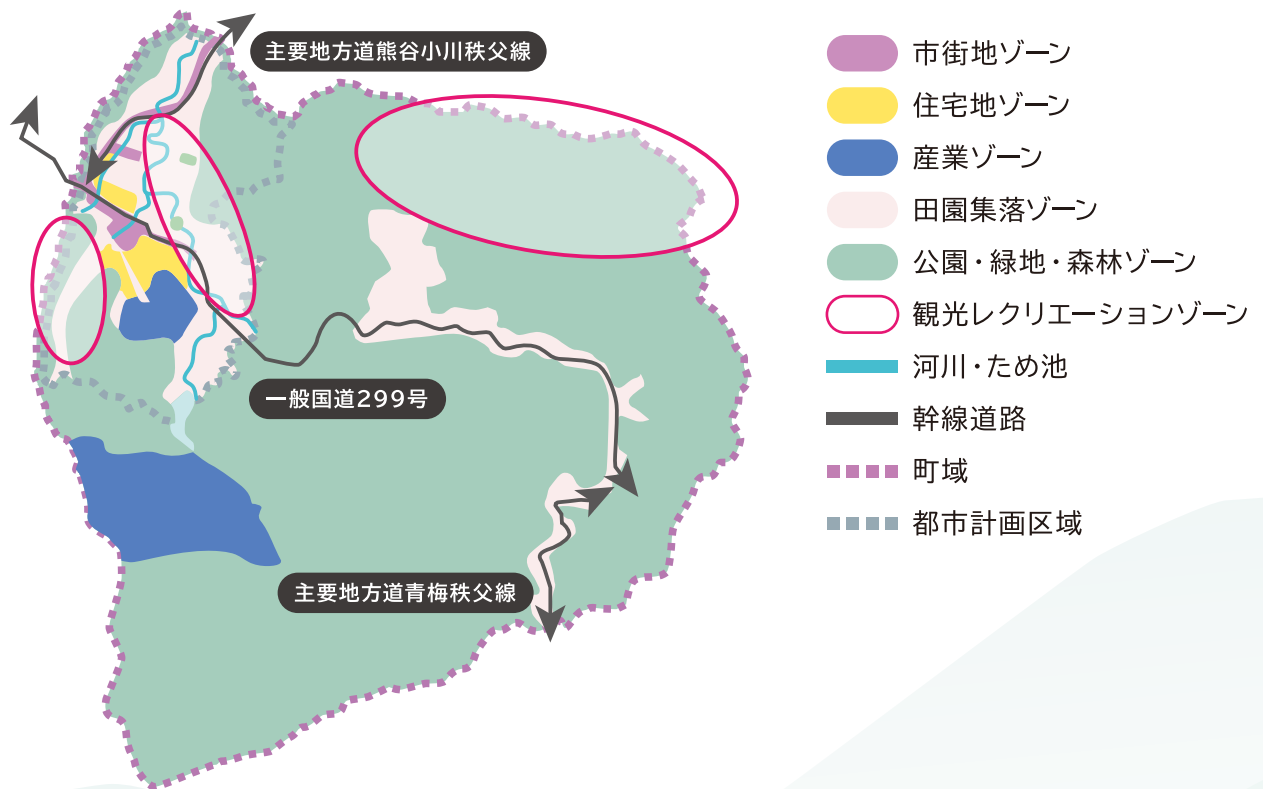 主要地方道熊谷小川秩父線
一般国道299号
主要地方道青梅秩父線
市街地ゾーン
住宅地ゾーン
産業ゾーン
田園集落ゾーン
公園・緑地・森林ゾーン
観光レクリエーションゾーン
河川・ため池
幹線道路
町域
都市計画区域